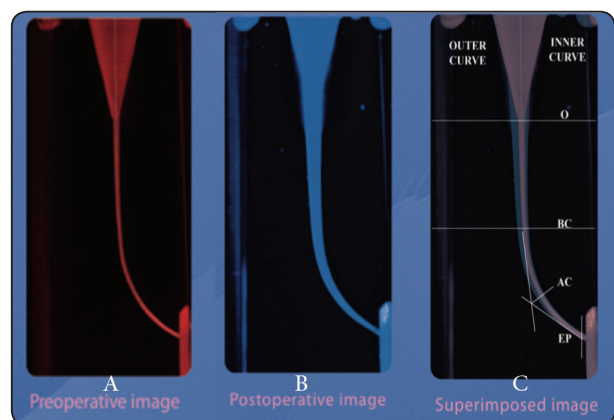 OUTER
CURVE
INNER
CURVE
O
BC
AC
EP
A
B
C
Preoperative image
Postoperative image
Superimposed image